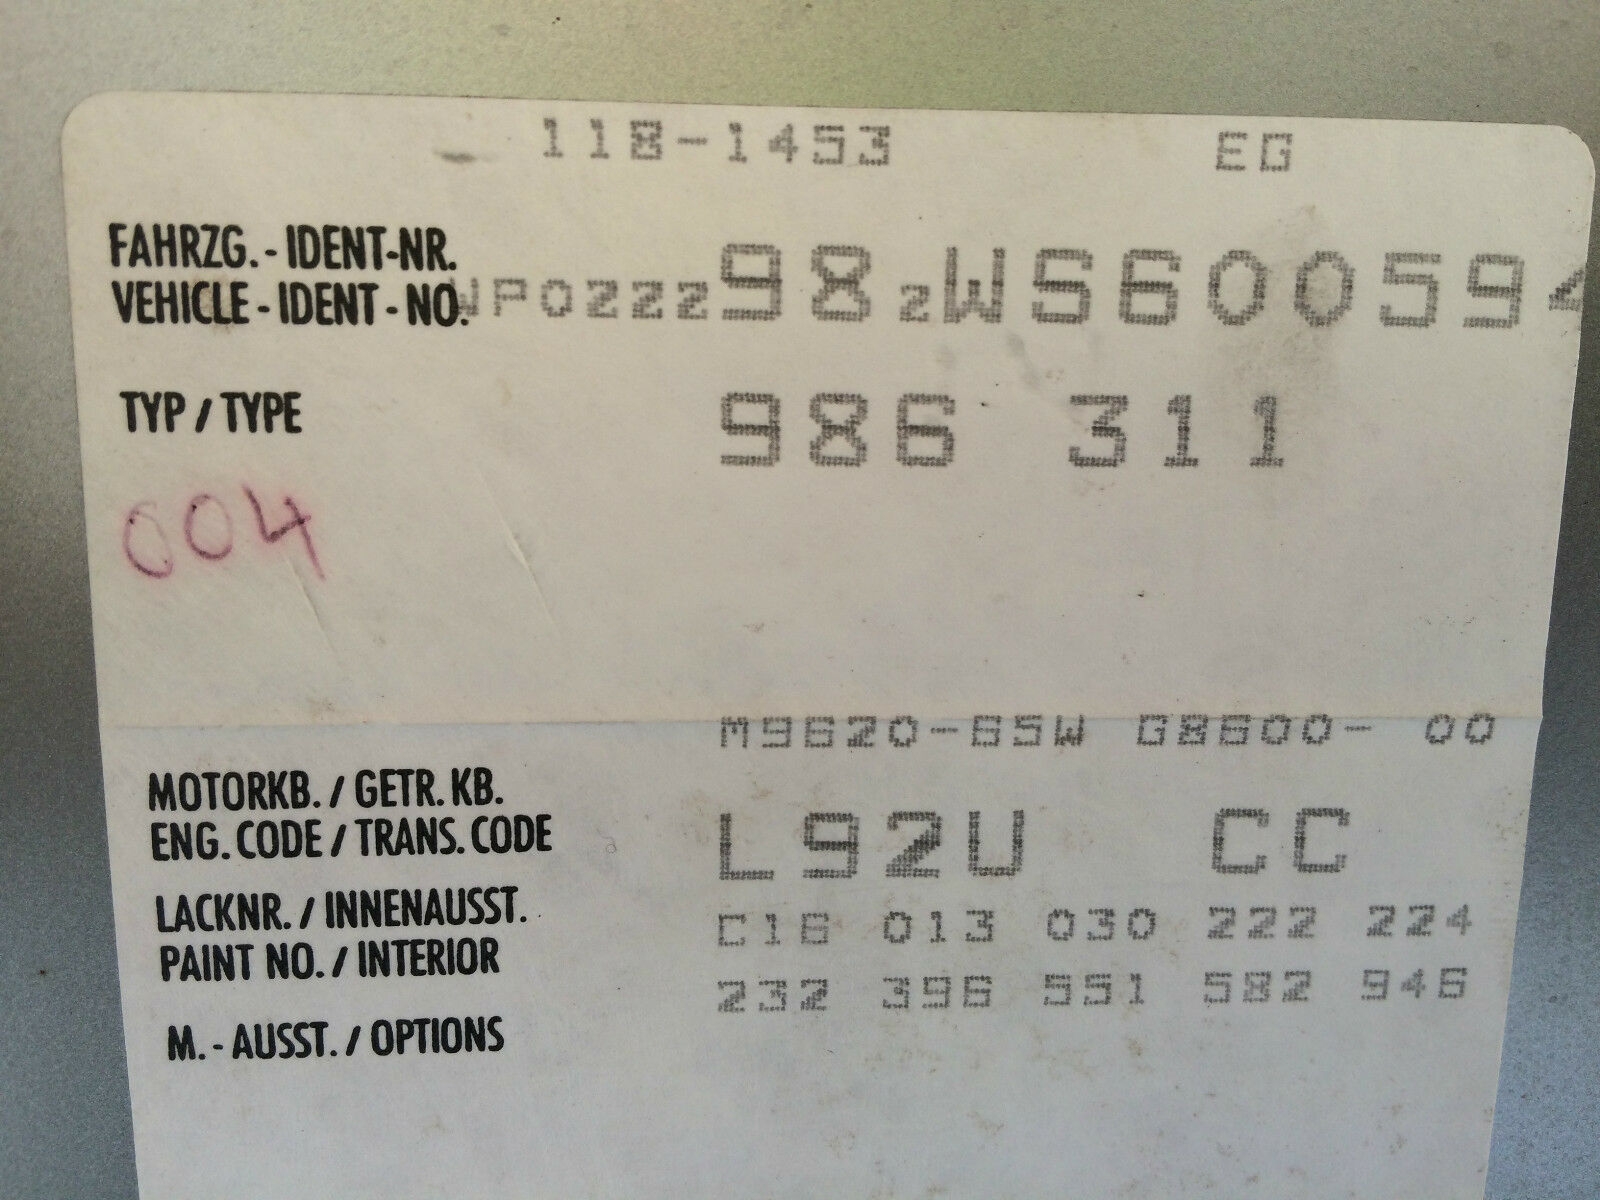 118-1453 EG
FAHRZG.-IDENT-NR.
VEHICLE-IDENT-NO. WP0ZZZ98ZWS600594
TYP / TYPE 986 311
004
M9620-65W G8600- 00
MOTORKB. / GETR. KB.
ENG. CODE / TRANS. CODE L92U CC
LACKNR. / INNENAUSST. C16 013 030 222 224
PAINT NO. / INTERIOR 232 396 551 582 946
M.-AUSST. / OPTIONS